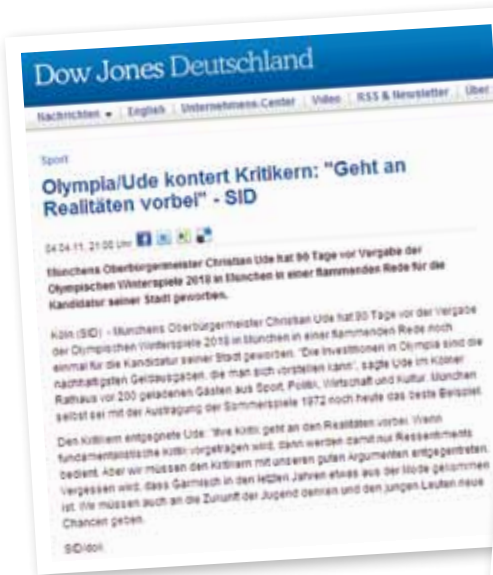 Dow Jones Deutschland
Nachrichten English Unternehmens-Center Video RSS & Newsletter Über
Sport
Olympia/Ude kontert Kritikern: "Geht an
Realitäten vorbei" - SID
04.04.11, 21:00 Uhr
Münchens Oberbürgermeister Christian Ude hat 90 Tage vor Vergabe der
Olympischen Winterspiele 2018 in München in einer flammenden Rede für die
Kandidatur seiner Stadt geworben.
Köln (SID) - Münchens Oberbürgermeister Christian Ude hat 90 Tage vor der Vergabe
der Olympischen Winterspiele 2018 in München in einer flammenden Rede noch
einmal für die Kandidatur seiner Stadt geworben. "Die Investitionen in Olympia sind die
nachhaltigsten Geldausgaben, die man sich vorstellen kann", sagte Ude im Kölner
Rathaus vor 200 geladenen Gästen aus Sport, Politik, Wirtschaft und Kultur. München
selbst sei mit der Austragung der Sommerspiele 1972 noch heute das beste Beispiel.
Den Kritikern entgegnete Ude: "Ihre Kritik geht an den Realitäten vorbei. Wenn
fundamentalistische Kritik vorgetragen wird, dann werden damit nur Ressentiments
bedient. Aber wir müssen den Kritikern mit unseren guten Argumenten entgegentreten.
Vergessen wird, dass Garmisch in den letzten Jahren etwas aus der Mode gekommen
ist. Wir müssen auch an die Zukunft der Jugend denken und den jungen Leuten neue
Chancen geben.